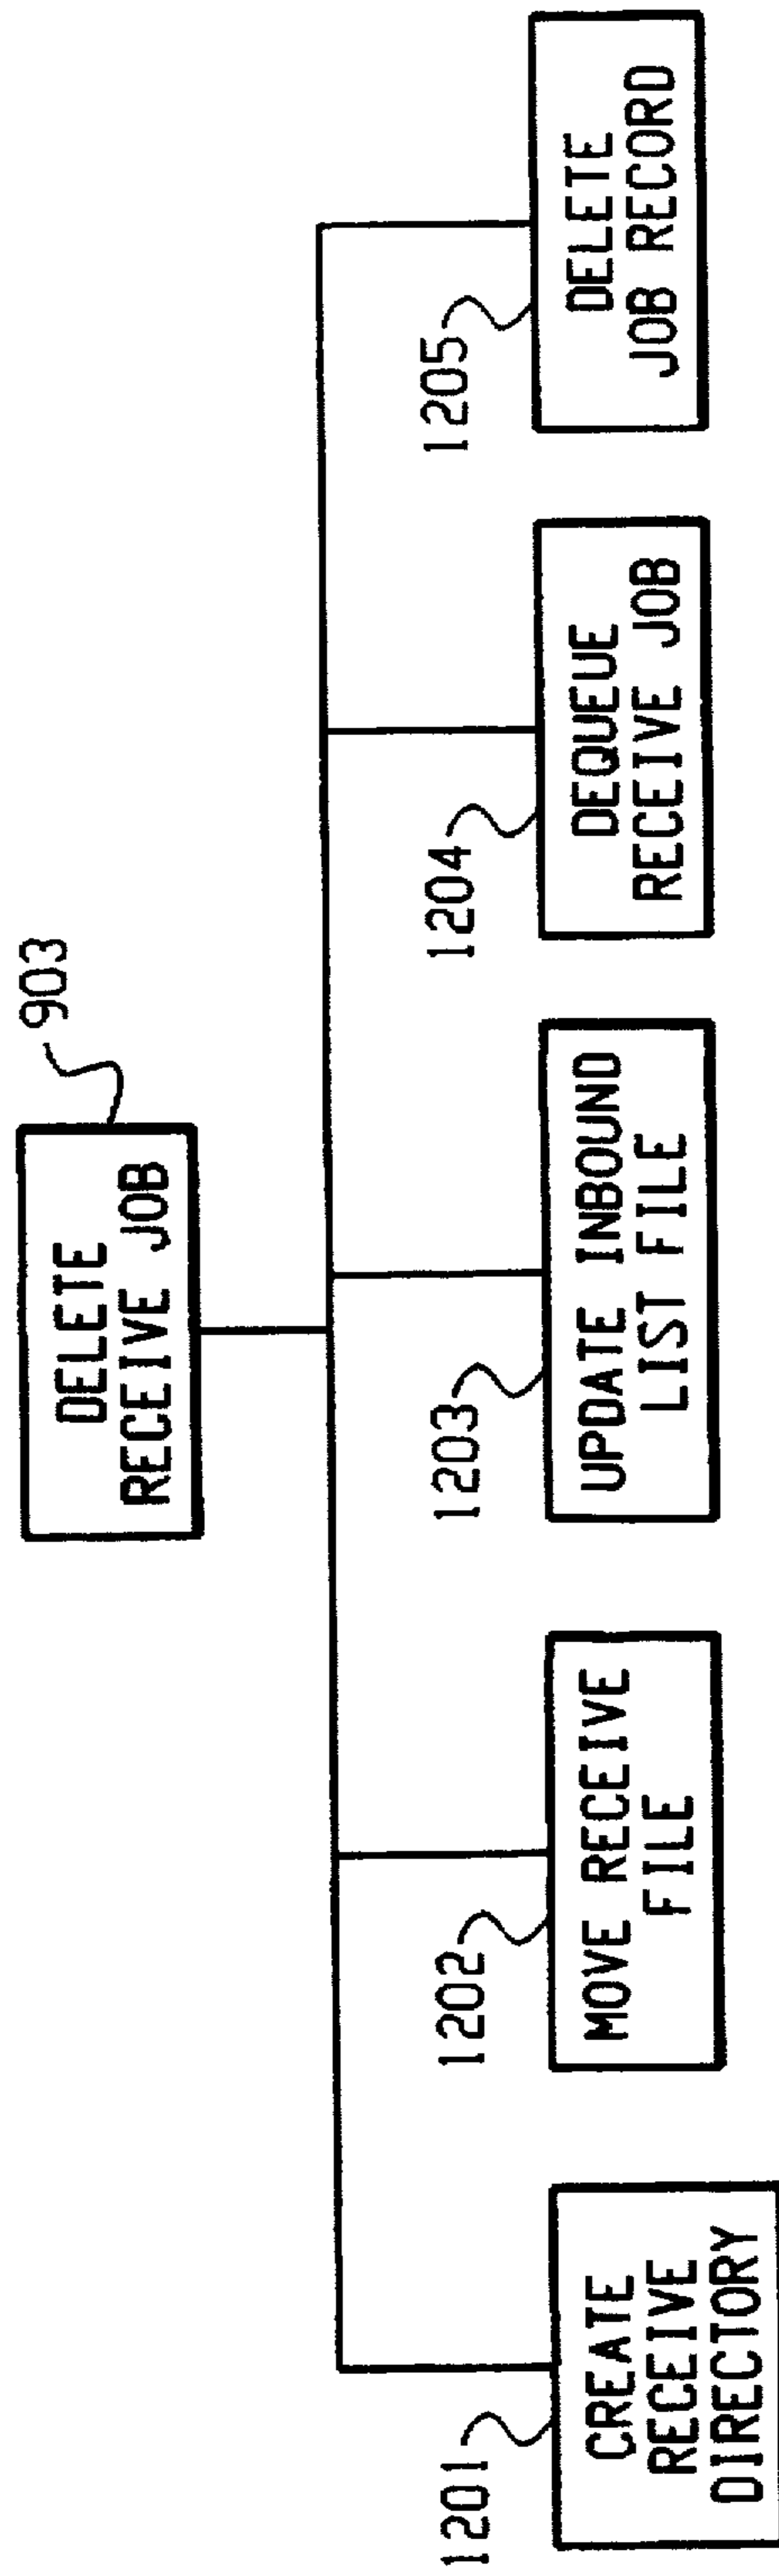 DELETE
RECEIVE JOB
903
1201
CREATE
RECEIVE
DIRECTORY
1202
MOVE RECEIVE
FILE
1203
UPDATE INBOUND
LIST FILE
1204
DEQUEUE
RECEIVE JOB
1205
DELETE
JOB RECORD